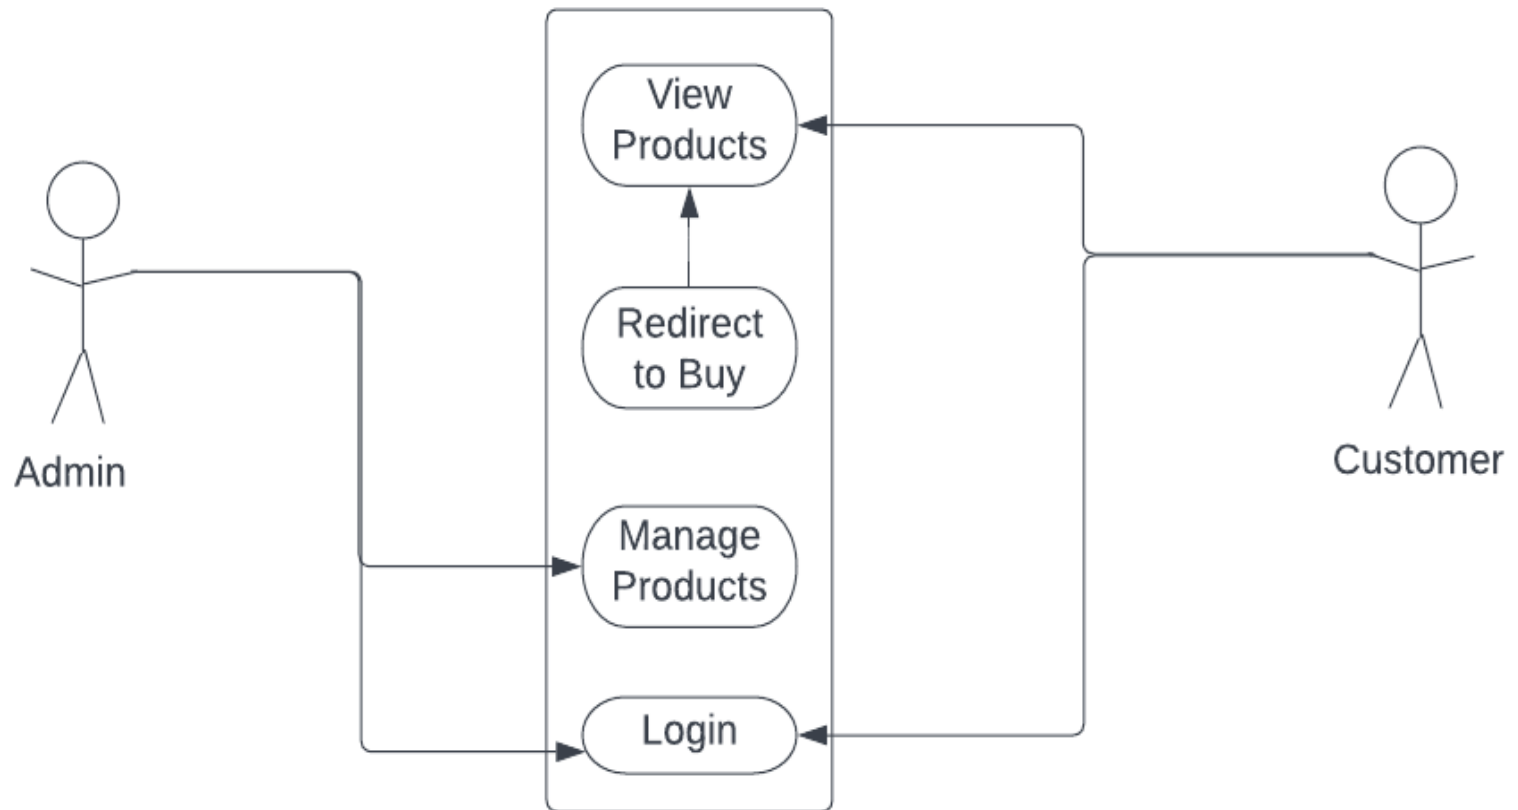 View
Products
Redirect
to Buy
Admin
Customer
Manage
Products
Login